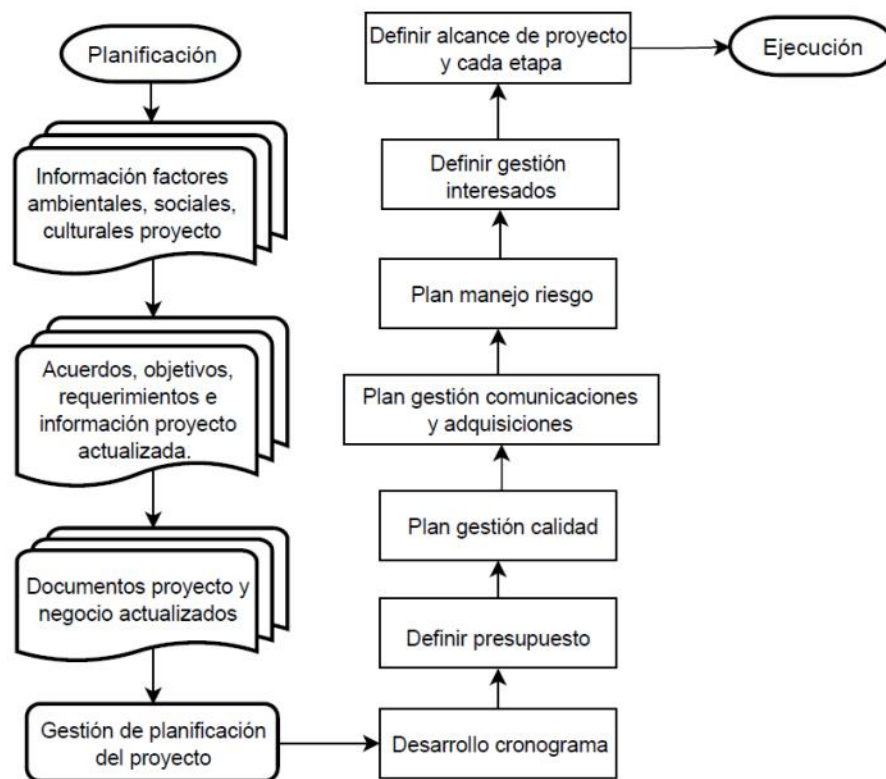 Planificación
Información factores
ambientales, sociales,
culturales proyecto
Acuerdos, objetivos,
requerimientos e
información proyecto
actualizada.
Documentos proyecto y
negocio actualizados
Gestión de planificación
del proyecto
Desarrollo cronograma
Definir presupuesto
Plan gestión calidad
Plan gestión comunicaciones
y adquisiciones
Plan manejo riesgo
Definir gestión
interesados
Definir alcance de proyecto
y cada etapa
Ejecución